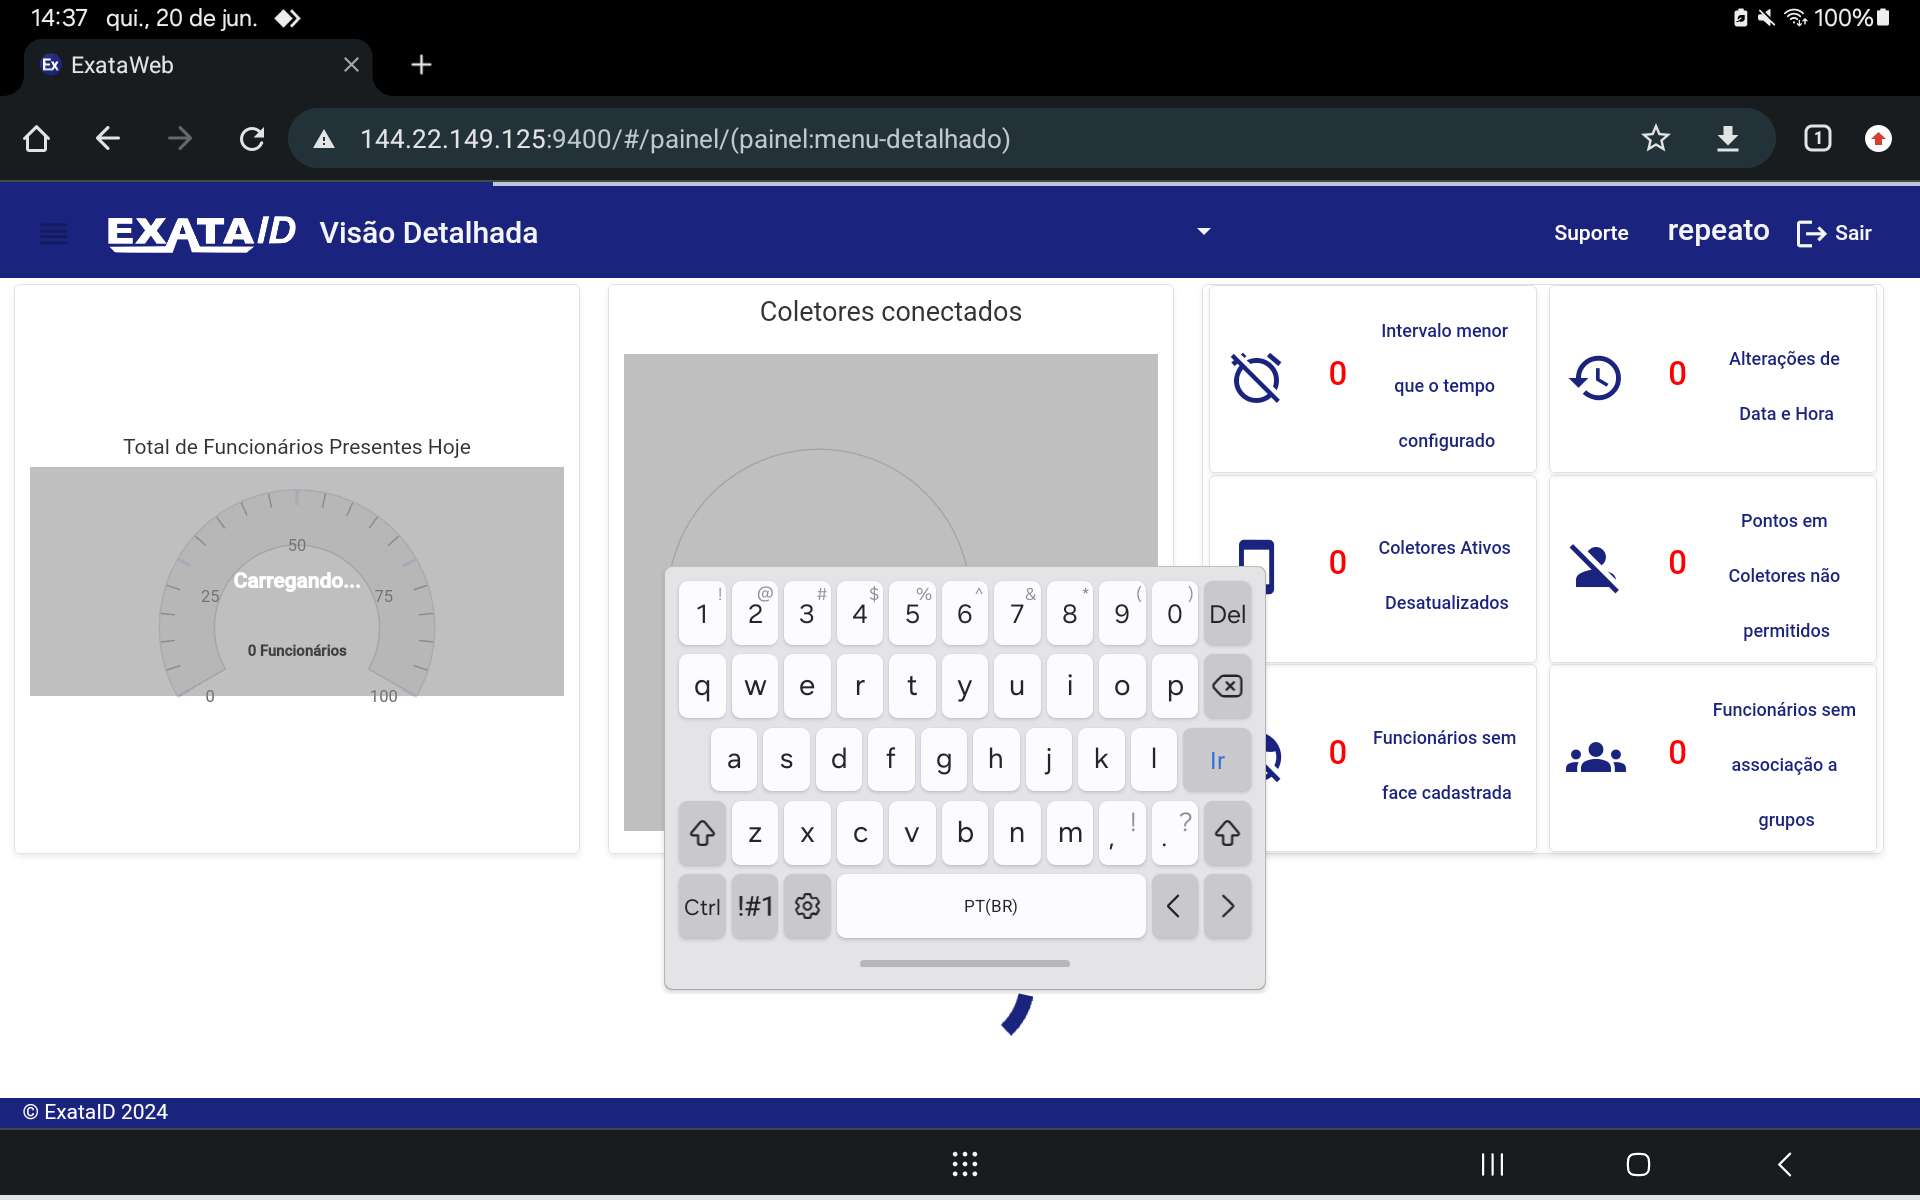 14:37 qui., 20 de jun.
100%
Ex ExataWeb
144.22.149.125:9400/#/painel/(painel:menu-detalhado)
1
EXATAID Visão Detalhada
Suporte repeato Sair
Total de Funcionários Presentes Hoje
50
Carregando...
25 75
0 Funcionários
0 100
Coletores conectados
0 Intervalo menor
que o tempo
configurado
0 Alterações de
Data e Hora
0 Coletores Ativos
Desatualizados
0 Pontos em
Coletores não
permitidos
0 Funcionários sem
face cadastrada
0 Funcionários sem
associação a
grupos
! @ # $ % ^ & * ( )
1 2 3 4 5 6 7 8 9 0 Del
q w e r t y u i o p
a s d f g h j k l Ir
z x c v b n m , ! . ?
Ctrl !#1 PT(BR)
© ExataID 2024